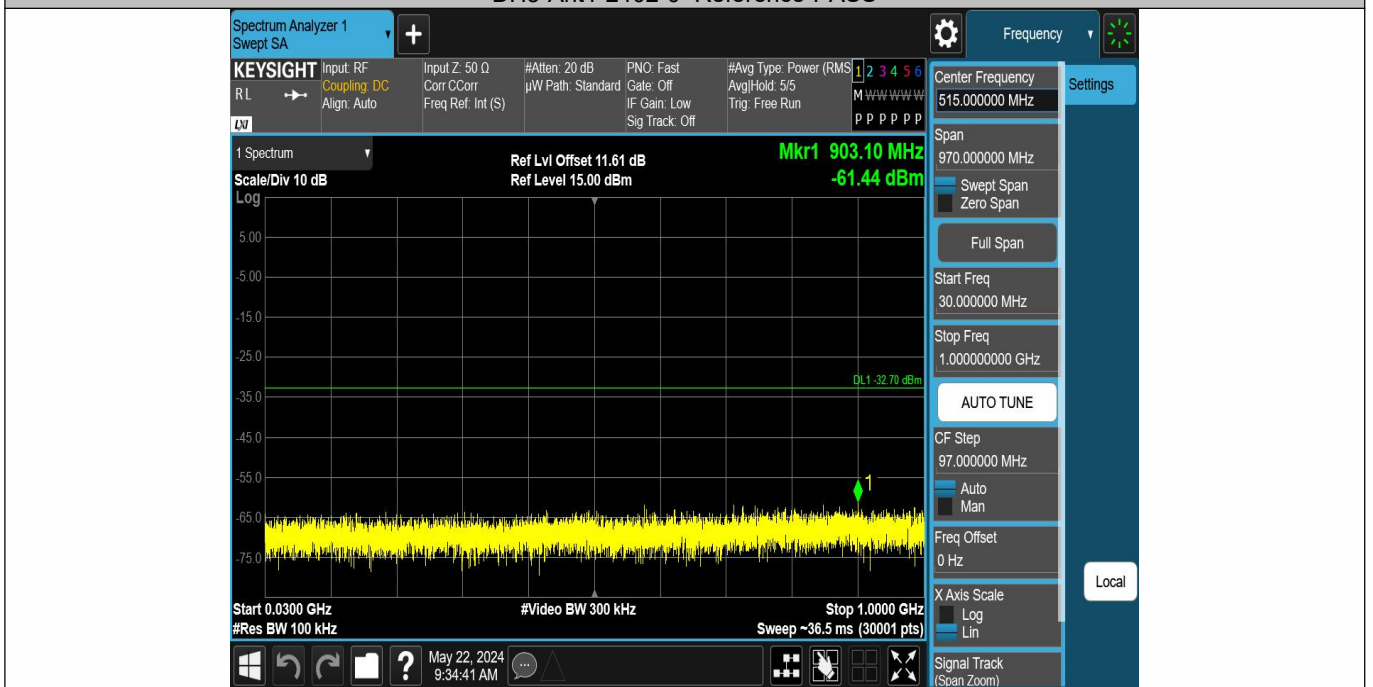 Spectrum Analyzer 1
Swept SA
Frequency
KEYSIGHT
RL
LXI
Input: RF
Coupling: DC
Align: Auto
Input Z: 50 Ω
Corr CCorr
Freq Ref: Int (S)
#Atten: 20 dB
µW Path: Standard
PNO: Fast
Gate: Off
IF Gain: Low
Sig Track: Off
#Avg Type: Power (RMS
Avg|Hold: 5/5
Trig: Free Run
1 2 3 4 5 6
M W W W W W
P P P P P P
1 Spectrum
Scale/Div 10 dB
Log
Ref Lvl Offset 11.61 dB
Ref Level 15.00 dBm
Mkr1 903.10 MHz
-61.44 dBm
5.00
-5.00
-15.0
-25.0
-35.0
-45.0
-55.0
-65.0
-75.0
DL1 -32.70 dBm
1
Start 0.0300 GHz
#Res BW 100 kHz
#Video BW 300 kHz
Stop 1.0000 GHz
Sweep ~36.5 ms (30001 pts)
May 22, 2024
9:34:41 AM
?
Center Frequency
515.000000 MHz
Span
970.000000 MHz
Swept Span
Zero Span
Full Span
Start Freq
30.000000 MHz
Stop Freq
1.000000000 GHz
AUTO TUNE
CF Step
97.000000 MHz
Auto
Man
Freq Offset
0 Hz
X Axis Scale
Log
Lin
Signal Track
(Span Zoom)
Settings
Local